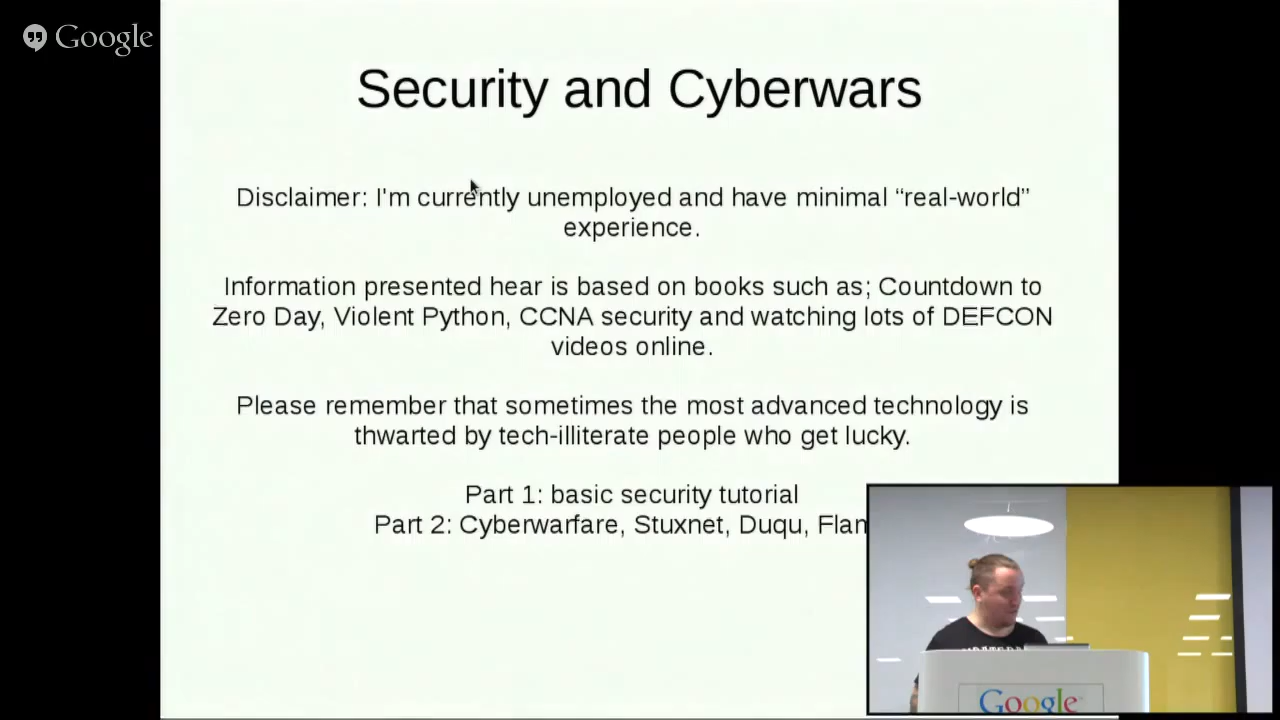 Google
Security and Cyberwars
Disclaimer: I'm currently unemployed and have minimal “real-world”
experience.
Information presented hear is based on books such as; Countdown to
Zero Day, Violent Python, CCNA security and watching lots of DEFCON
videos online.
Please remember that sometimes the most advanced technology is
thwarted by tech-illiterate people who get lucky.
Part 1: basic security tutorial
Part 2: Cyberwarfare, Stuxnet, Duqu,
Google